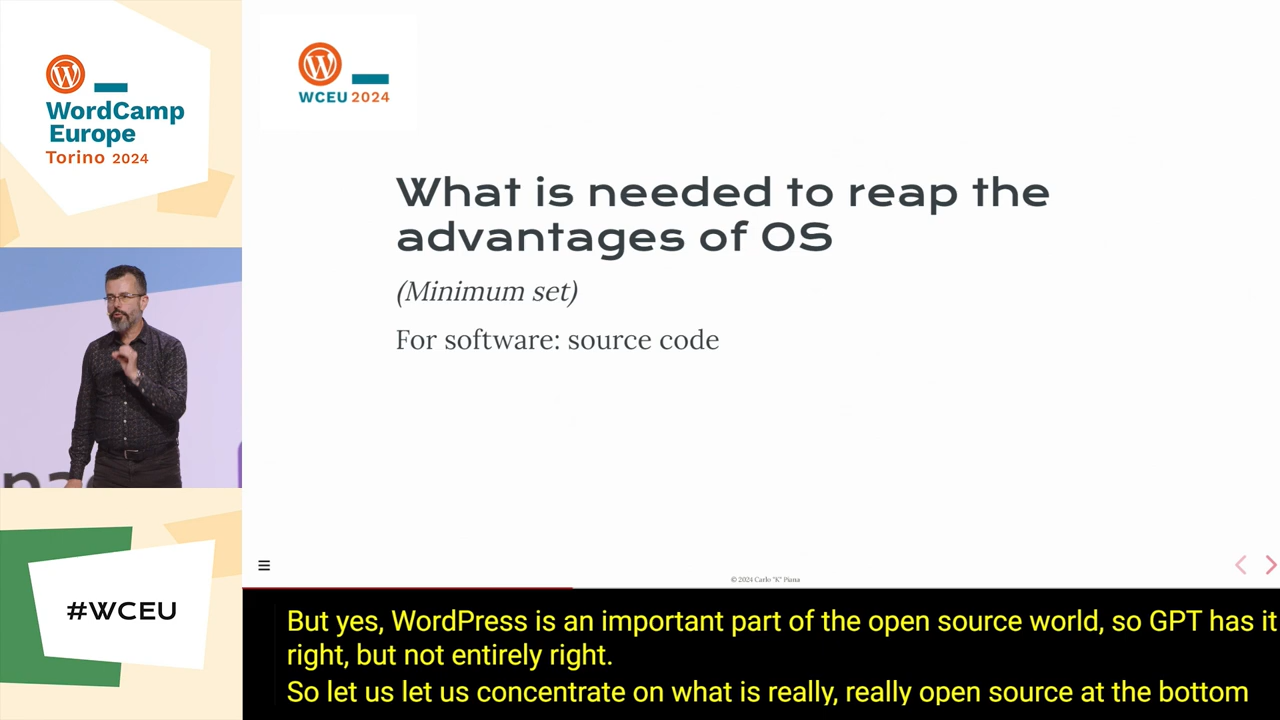 WordCamp
Europe
Torino 2024
WCEU 2024
What is needed to reap the
advantages of OS
(Minimum set)
For software: source code
#WCEU
© 2024 Carlo "K" Piana
But yes, WordPress is an important part of the open source world, so GPT has it
right, but not entirely right.
So let us let us concentrate on what is really, really open source at the bottom